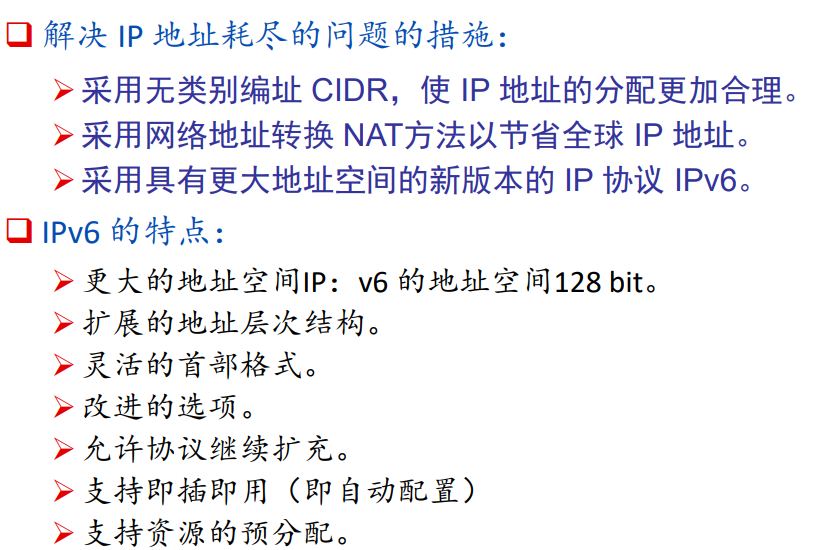 解决 IP 地址耗尽的问题的措施：
采用无类别编址 CIDR，使 IP 地址的分配更加合理。
采用网络地址转换 NAT方法以节省全球 IP 地址。
采用具有更大地址空间的新版本的 IP 协议 IPv6。
IPv6 的特点：
更大的地址空间IP：v6 的地址空间128 bit。
扩展的地址层次结构。
灵活的首部格式。
改进的选项。
允许协议继续扩充。
支持即插即用（即自动配置）
支持资源的预分配。